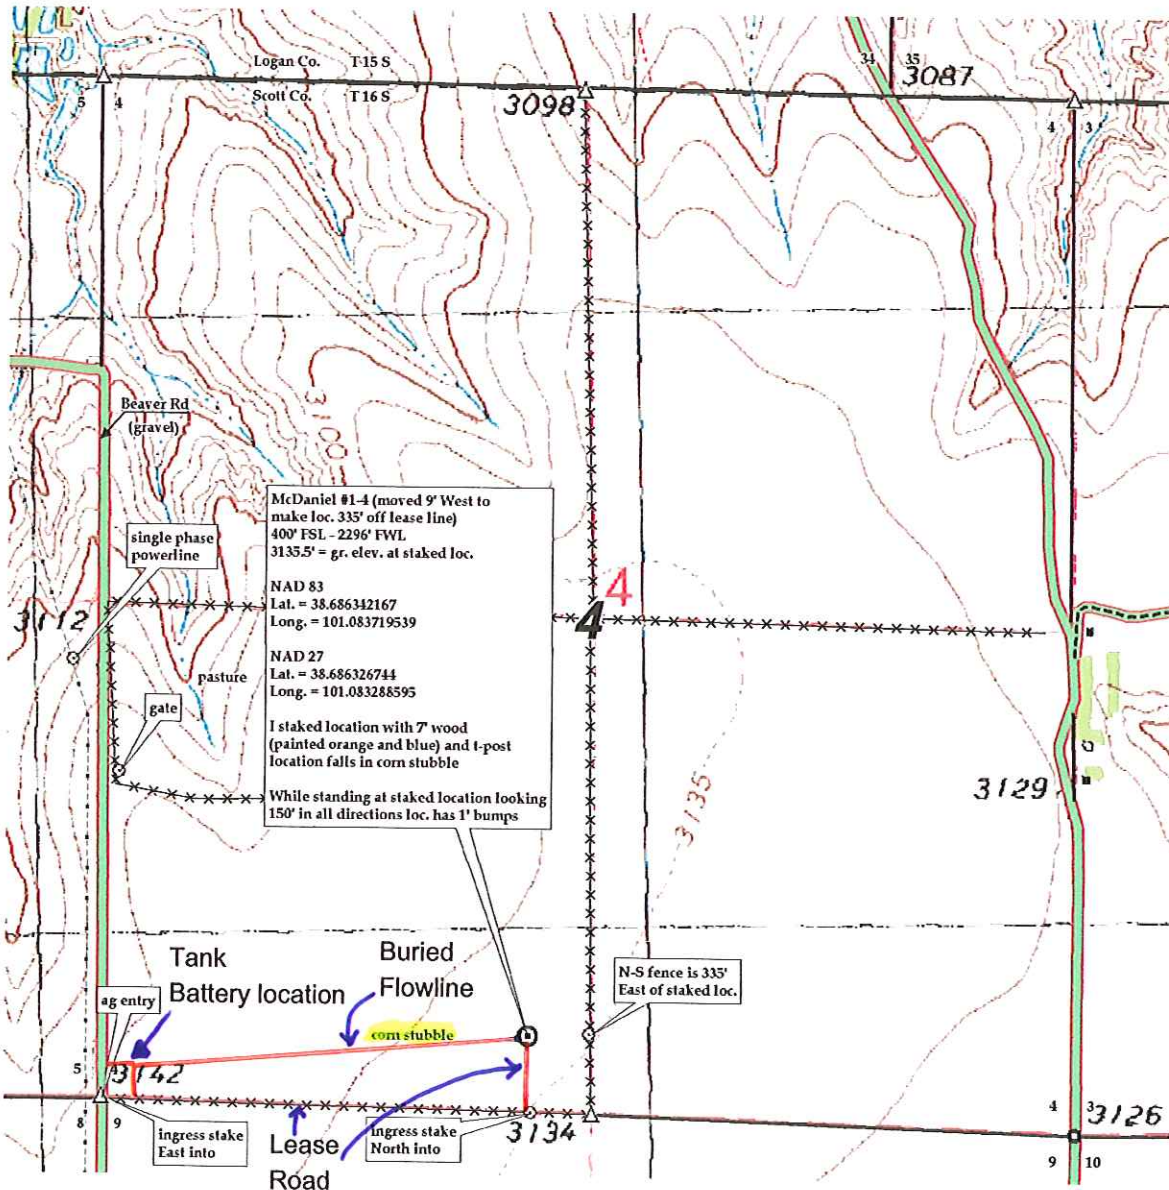 Logan Co. T 15 S
Scott Co. T 16 S
5 4
3098
34 35
3087
4 3
Beaver Rd
(gravel)
3100
single phase
powerline
McDaniel #1-4 (moved 9' West to
make loc. 335' off lease line)
400' FSL - 2296' FWL
3135.5' = gr. elev. at staked loc.
NAD 83
Lat. = 38.686342167
Long. = 101.083719539
NAD 27
Lat. = 38.686326744
Long. = 101.083288595
I staked location with 7' wood
(painted orange and blue) and t-post
location falls in corn stubble
While standing at staked location looking
150' in all directions loc. has 1' bumps
3112
4
4
pasture
gate
3135
3129
Tank
Battery location
Buried
Flowline
ag entry
corn stubble
N-S fence is 335'
East of staked loc.
5 4
3142
8 9
ingress stake
East into
Lease
Road
ingress stake
North into
3134
4 3
3126
9 10